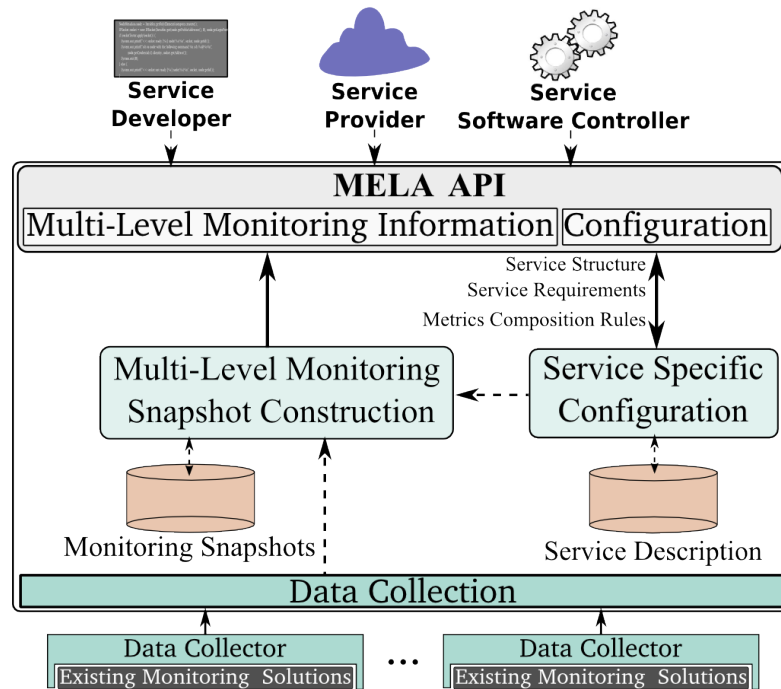 Service
Developer
Service
Provider
Service
Software Controller
MELA API
Multi-Level Monitoring Information
Configuration
Service Structure
Service Requirements
Metrics Composition Rules
Multi-Level Monitoring
Snapshot Construction
Service Specific
Configuration
Monitoring Snapshots
Service Description
Data Collection
Data Collector
Existing Monitoring Solutions
...
Data Collector
Existing Monitoring Solutions